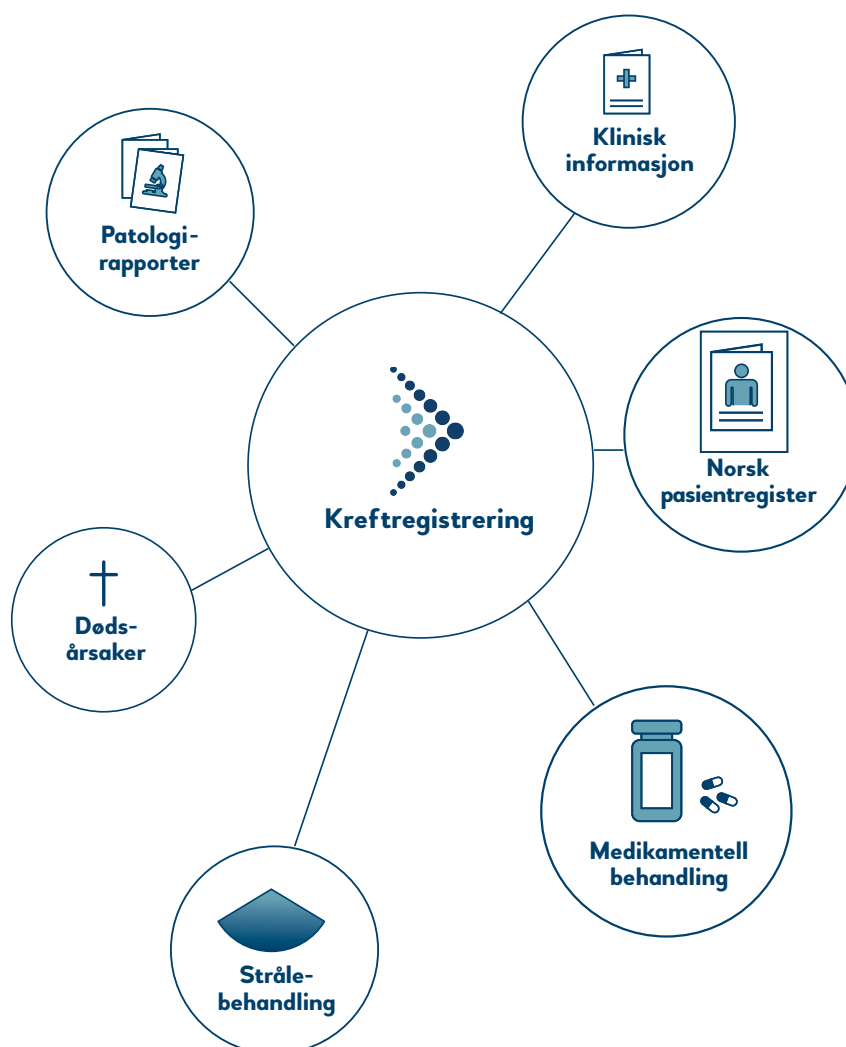 Klinisk
informasjon
Patologi-
rapporter
Norsk
pasientregister
Kreftregistrering
Døds-
årsaker
Medikamentell
behandling
Stråle-
behandling